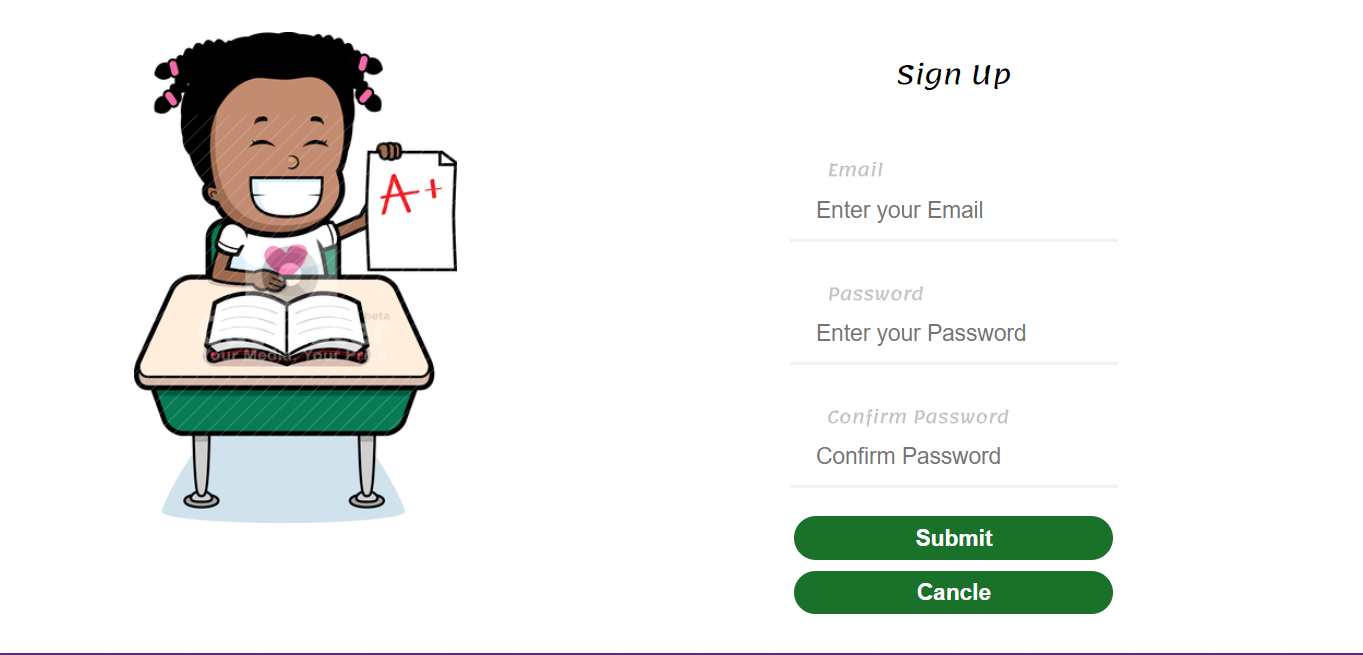 Sign Up
A+
Email
Enter your Email
Password
Enter your Password
Confirm Password
Confirm Password
Submit
Cancle
beta
Your Media, Your